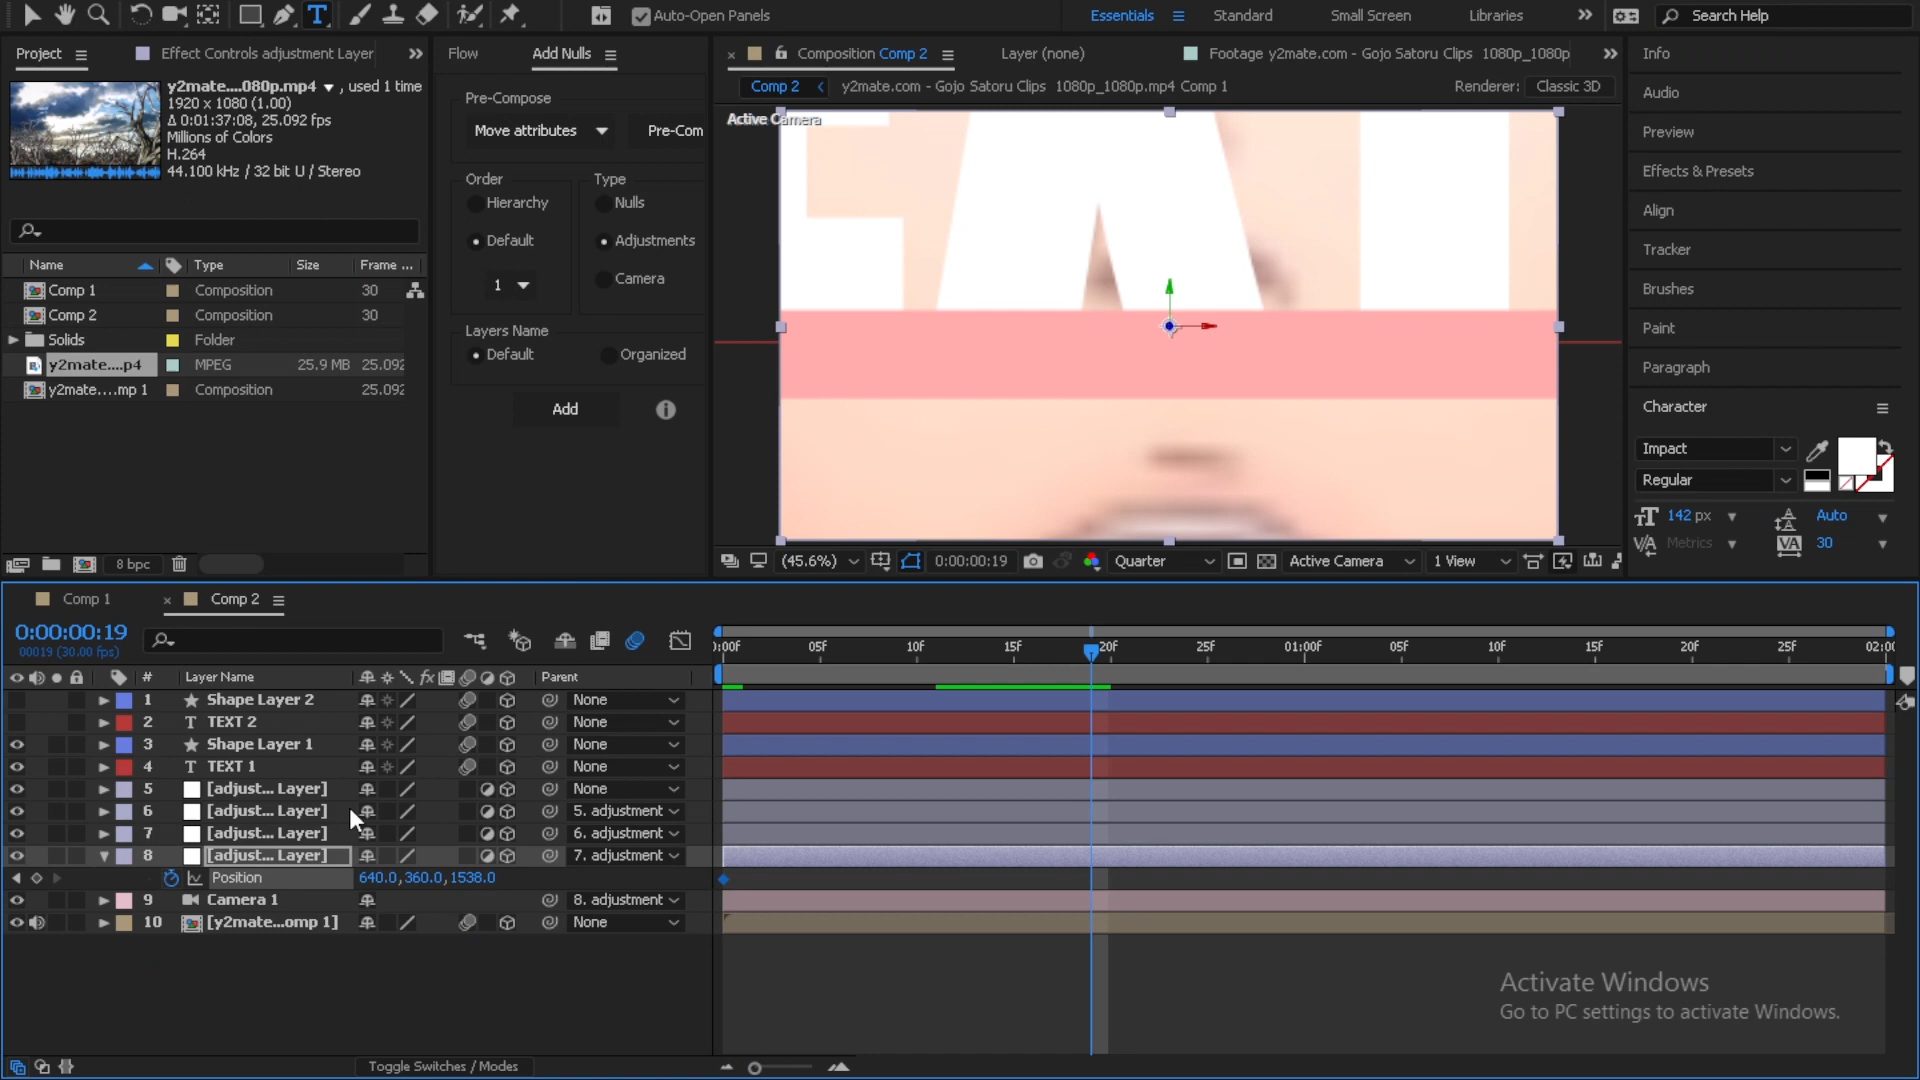 Auto-Open Panels
Essentials
Standard
Small Screen
Libraries
Search Help
Project
Effect Controls adjustment Layer
Flow
Add Nulls
Composition Comp 2
Layer (none)
Footage y2mate.com - Gojo Satoru Clips 1080p_1080p
Info
y2mate....080p.mp4 , used 1 time
1920 x 1080 (1.00)
Δ 0:01:37:08, 25.092 fps
Millions of Colors
H.264
44.100 kHz / 32 bit U / Stereo
Pre-Compose
Move attributes
Pre-Com
Comp 2
y2mate.com - Gojo Satoru Clips 1080p_1080p.mp4 Comp 1
Renderer:
Classic 3D
Active Camera
Audio
Preview
Effects & Presets
Align
Tracker
Brushes
Paint
Paragraph
Character
Impact
Regular
142 px
Auto
Metrics
30
Order
Type
Hierarchy
Nulls
Default
Adjustments
1
Camera
Layers Name
Default
Organized
Add
Name
Type
Size
Frame ...
Comp 1
Composition
30
Comp 2
Composition
30
Solids
Folder
y2mate....p4
MPEG
25.9 MB
25.092
y2mate....mp 1
Composition
25.092
8 bpc
(45.6%)
0:00:00:19
Quarter
Active Camera
1 View
Comp 1
Comp 2
0:00:00:19
00019 (30.00 fps)
):00F
05F
10F
15F
20F
25F
01:00F
05F
10F
15F
20F
25F
02:00
#
Layer Name
fx
Parent
1
Shape Layer 2
None
2
T
TEXT 2
None
3
Shape Layer 1
None
4
T
TEXT 1
None
5
[adjust... Layer]
None
6
[adjust... Layer]
5. adjustment
7
[adjust... Layer]
6. adjustment
8
[adjust... Layer]
7. adjustment
Position
640.0,360.0,1538.0
9
Camera 1
8. adjustment
10
[y2mate...omp 1]
None
Activate Windows
Go to PC settings to activate Windows.
Toggle Switches / Modes